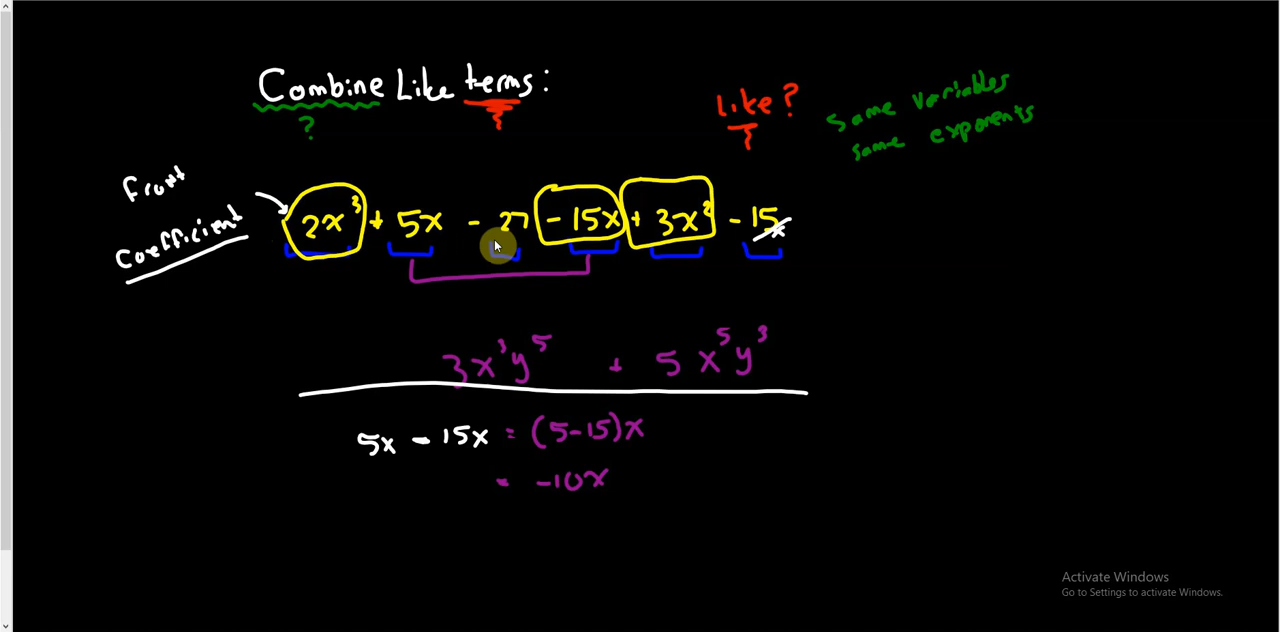 Combine Like terms:
?
like?
same variables
same exponents
Front
Coefficient
2x³ + 5x - 27 - 15x + 3x² - 15x
3x³y⁵ + 5x⁵y³
5x - 15x = (5-15)x
= -10x
Activate Windows
Go to Settings to activate Windows.